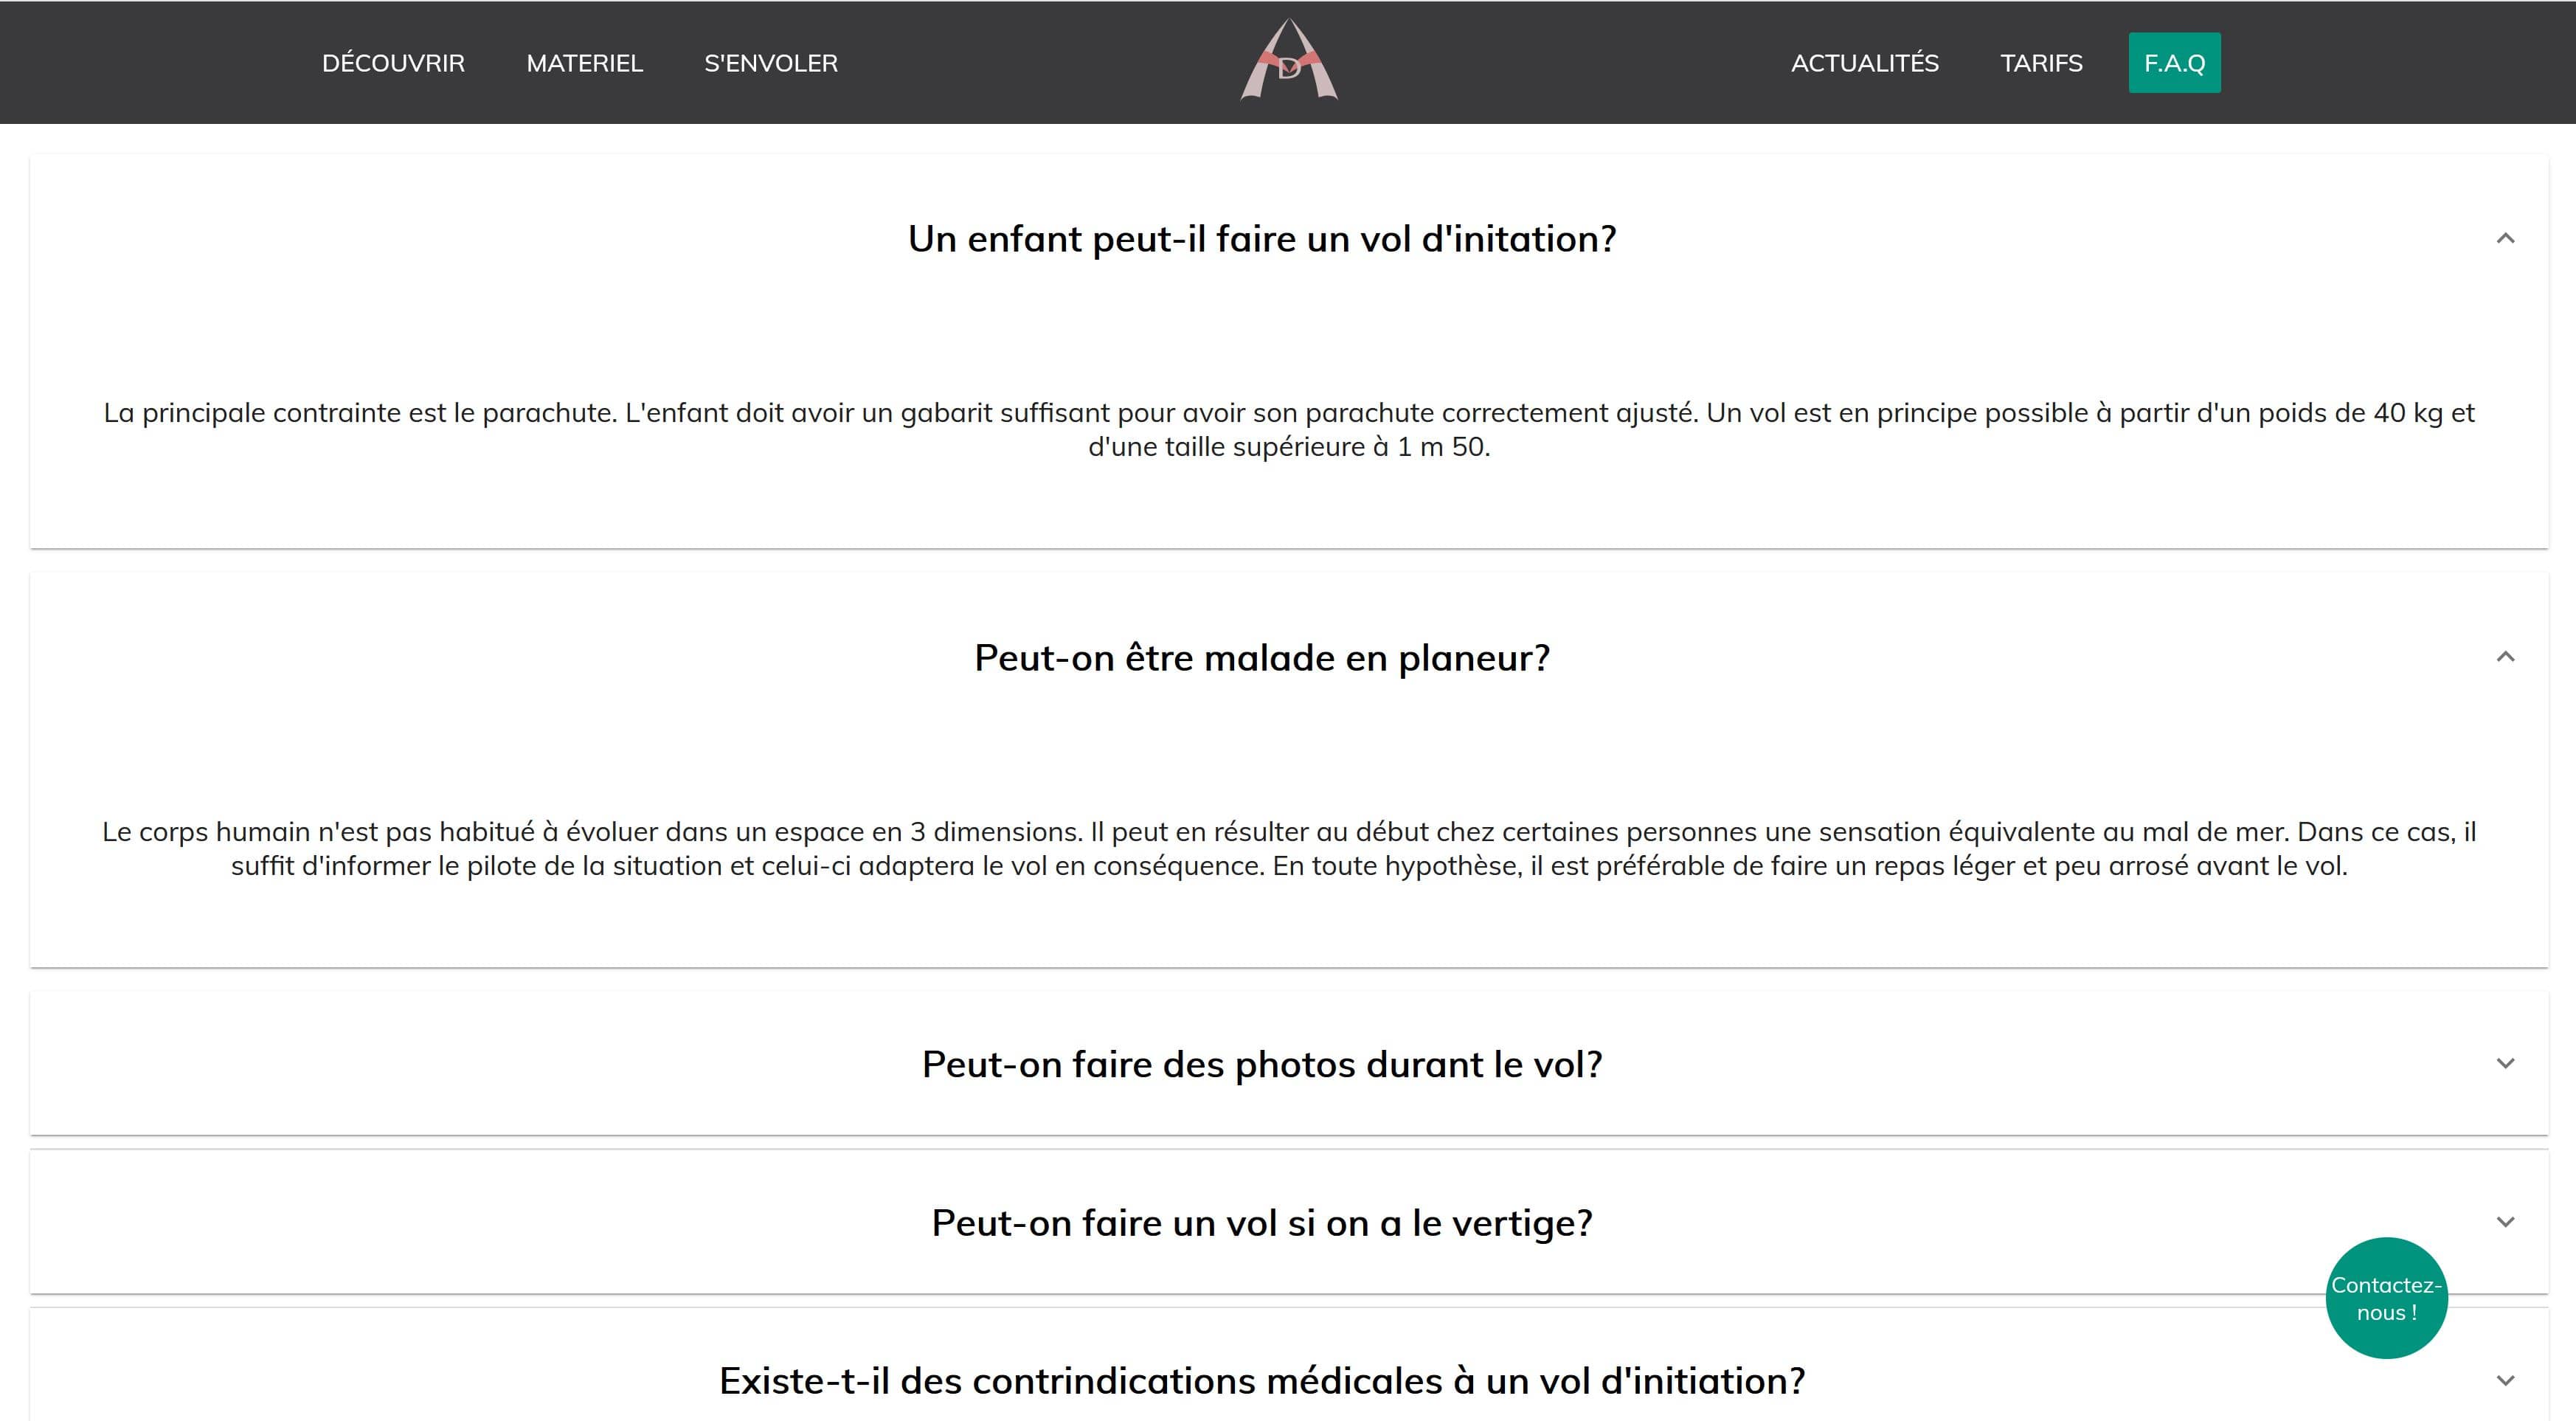 DÉCOUVRIR MATERIEL S'ENVOLER D ACTUALITÉS TARIFS F.A.Q
Un enfant peut-il faire un vol d'initation?
La principale contrainte est le parachute. L'enfant doit avoir un gabarit suffisant pour avoir son parachute correctement ajusté. Un vol est en principe possible à partir d'un poids de 40 kg et
d'une taille supérieure à 1 m 50.
Peut-on être malade en planeur?
Le corps humain n'est pas habitué à évoluer dans un espace en 3 dimensions. Il peut en résulter au début chez certaines personnes une sensation équivalente au mal de mer. Dans ce cas, il
suffit d'informer le pilote de la situation et celui-ci adaptera le vol en conséquence. En toute hypothèse, il est préférable de faire un repas léger et peu arrosé avant le vol.
Peut-on faire des photos durant le vol?
Peut-on faire un vol si on a le vertige?
Contactez-
nous !
Existe-t-il des contrindications médicales à un vol d'initiation?